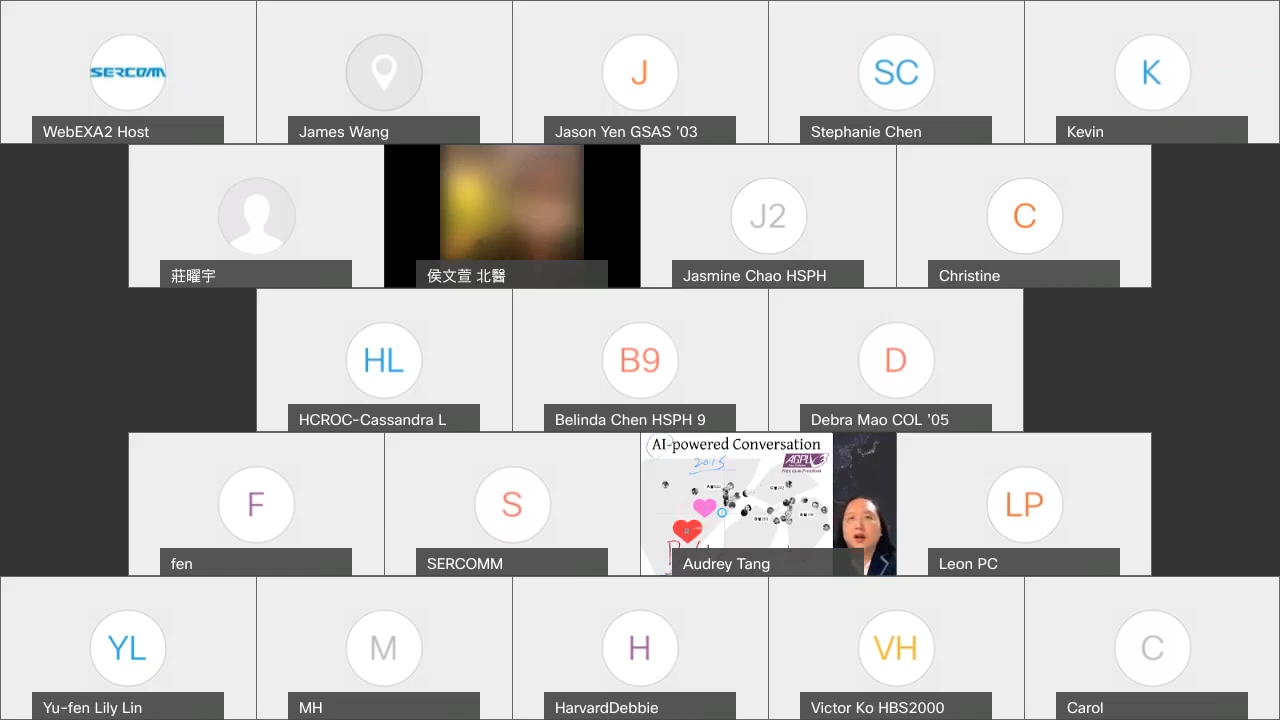 SERCOMM
WebEXA2 Host
James Wang
J
Jason Yen GSAS '03
SC
Stephanie Chen
K
Kevin
莊曜宇
侯文萱 北醫
J2
Jasmine Chao HSPH
C
Christine
HL
HCROC-Cassandra L
B9
Belinda Chen HSPH 9
D
Debra Mao COL '05
F
fen
S
SERCOMM
AI-powered Conversation
2015
AGPLv3
Audrey Tang
LP
Leon PC
YL
Yu-fen Lily Lin
M
MH
H
HarvardDebbie
VH
Victor Ko HBS2000
C
Carol